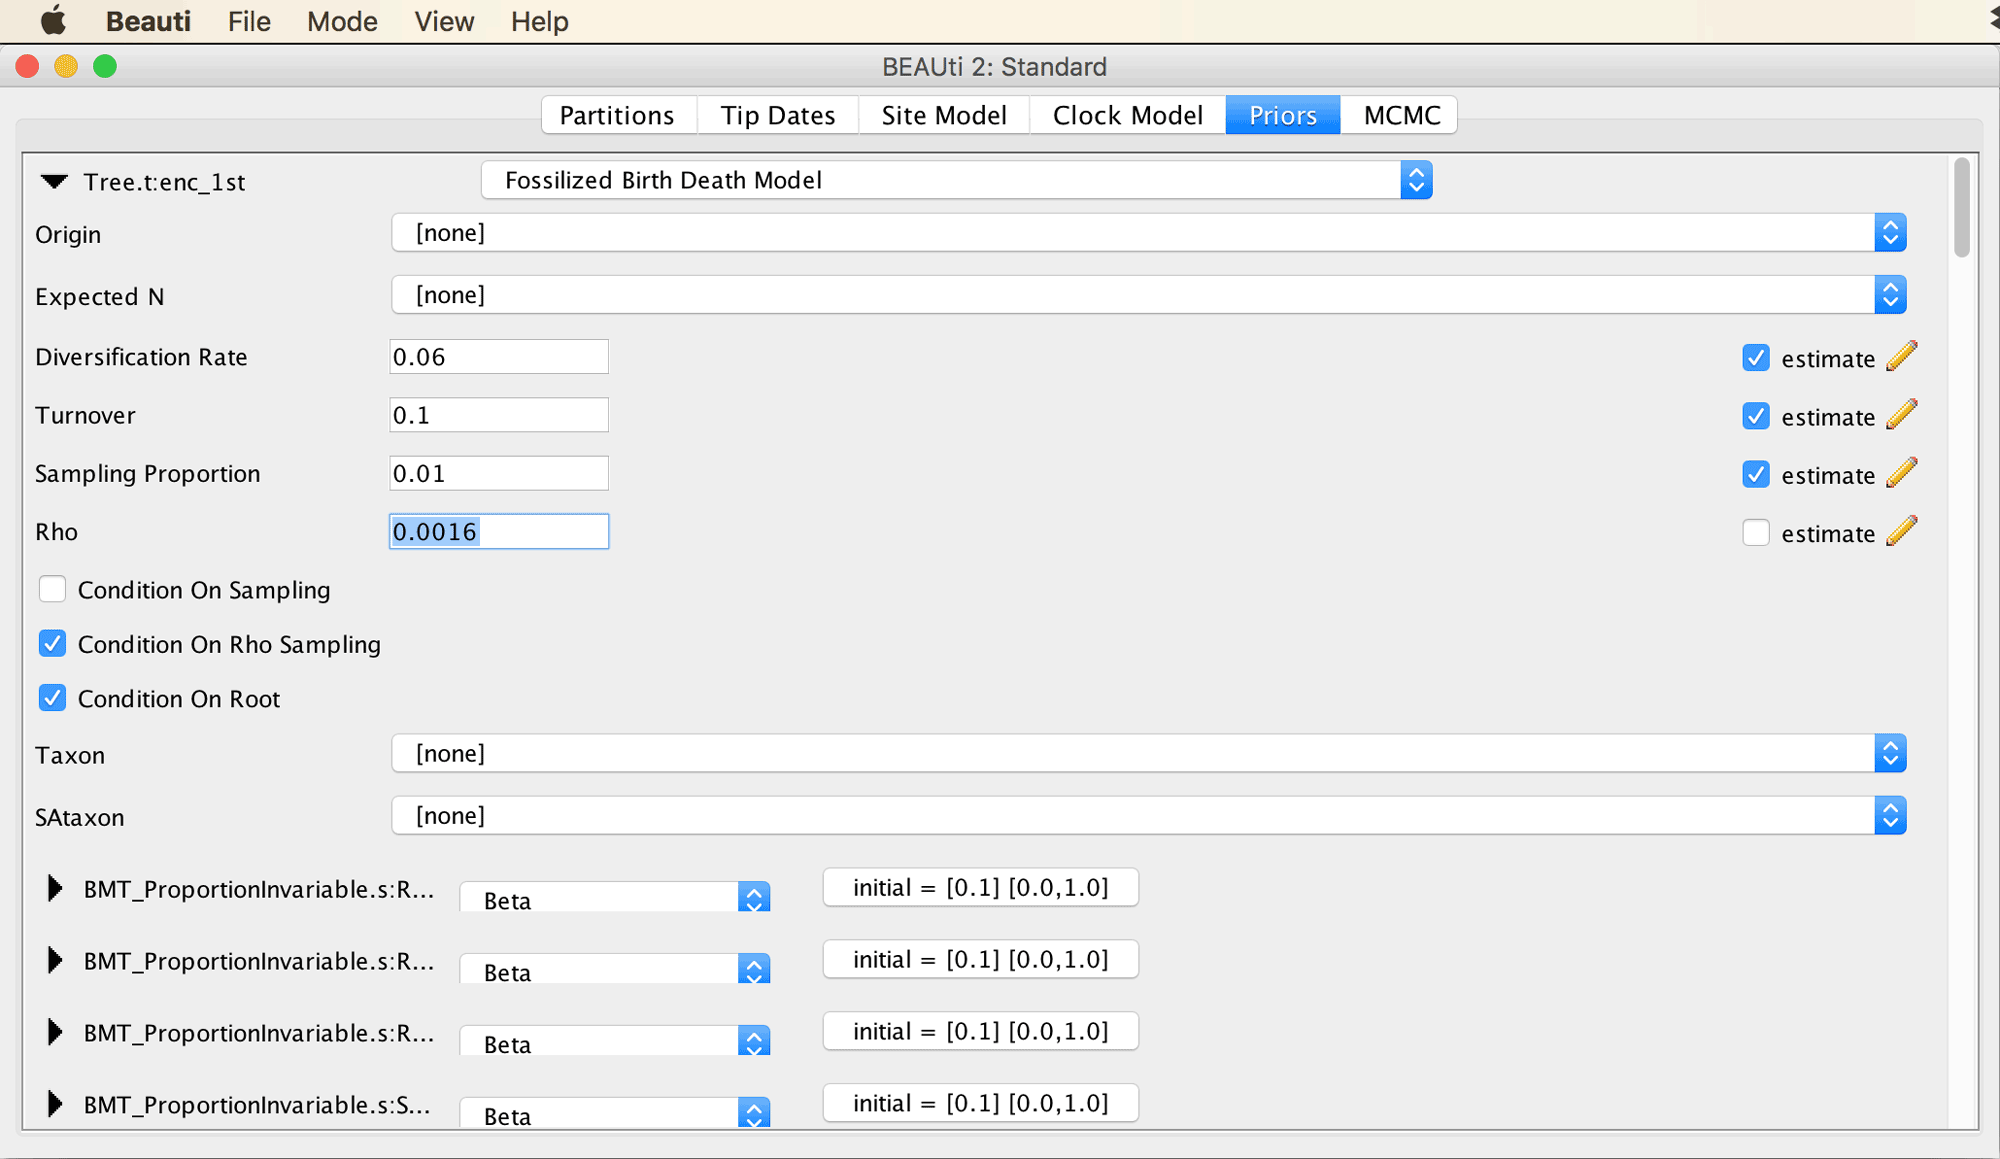 Beauti File Mode View Help
BEAUti 2: Standard
Partitions Tip Dates Site Model Clock Model Priors MCMC
Tree.t:enc_1st Fossilized Birth Death Model
Origin [none]
Expected N [none]
Diversification Rate 0.06 estimate
Turnover 0.1 estimate
Sampling Proportion 0.01 estimate
Rho 0.0016 estimate
Condition On Sampling
Condition On Rho Sampling
Condition On Root
Taxon [none]
SAtaxon [none]
BMT_ProportionInvariable.s:R... Beta initial = [0.1] [0.0,1.0]
BMT_ProportionInvariable.s:R... Beta initial = [0.1] [0.0,1.0]
BMT_ProportionInvariable.s:R... Beta initial = [0.1] [0.0,1.0]
BMT_ProportionInvariable.s:S... Beta initial = [0.1] [0.0,1.0]